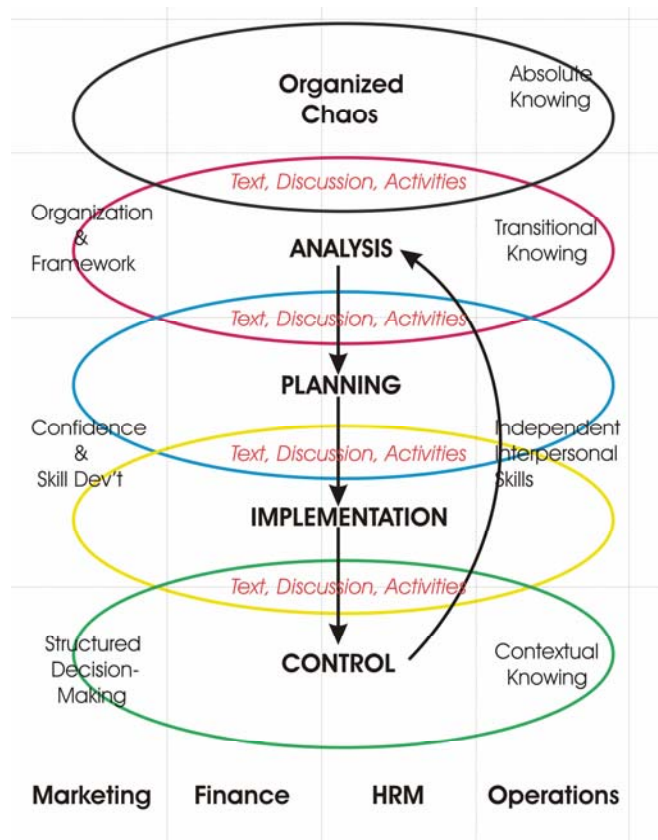 Organized
Chaos
Absolute
Knowing
Text, Discussion, Activities
Organization
&
Framework
ANALYSIS
Transitional
Knowing
Text, Discussion, Activities
PLANNING
Confidence
&
Skill Dev't
Text, Discussion, Activities
Independent
Interpersonal
Skills
IMPLEMENTATION
Text, Discussion, Activities
Structured
Decision-
Making
CONTROL
Contextual
Knowing
Marketing Finance HRM Operations